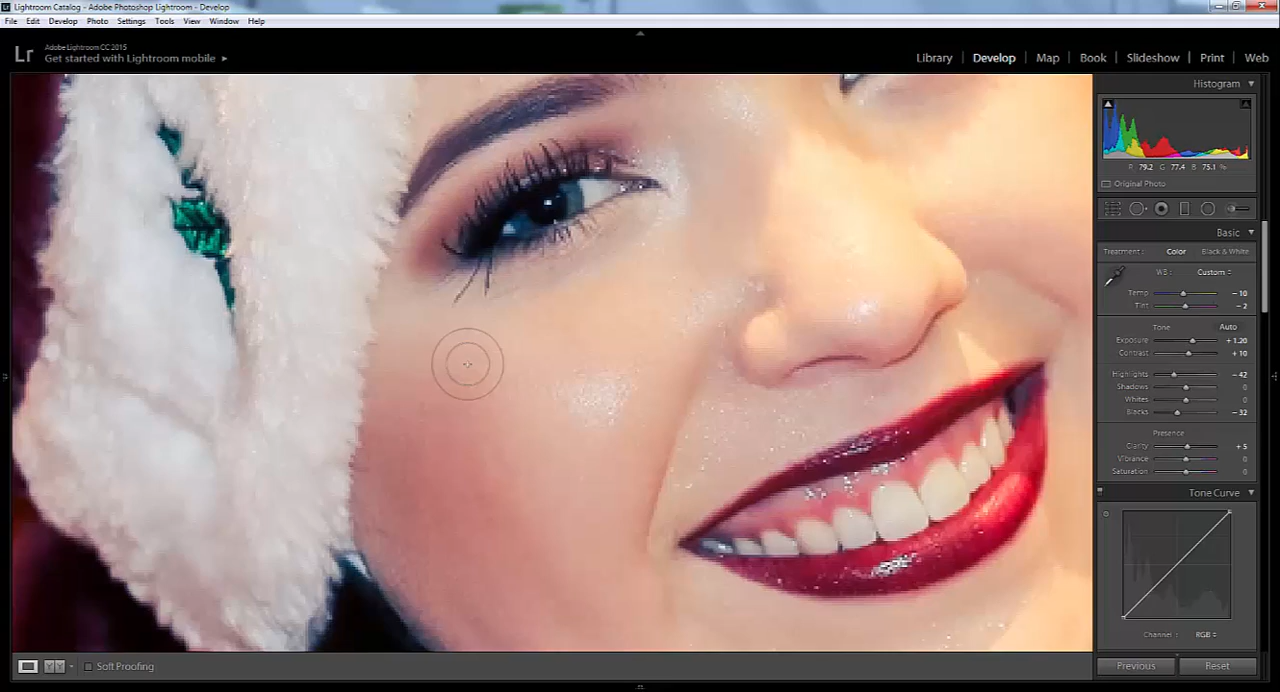 Lightroom Catalog - Adobe Photoshop Lightroom - Develop
File Edit Develop Photo Settings Tools View Window Help
Lr
Adobe Lightroom CC 2015
Get started with Lightroom mobile
Library | Develop | Map | Book | Slideshow | Print | Web
Histogram
R 79.2 G 77.4 B 75.1 %
Original Photo
Basic
Treatment : Color Black & White
WB : Custom
Temp - 10
Tint - 2
Tone Auto
Exposure + 1.20
Contrast + 10
Highlights - 42
Shadows 0
Whites 0
Blacks - 32
Presence
Clarity + 5
Vibrance 0
Saturation 0
Tone Curve
Channel : RGB
Y Y
Soft Proofing
Previous Reset